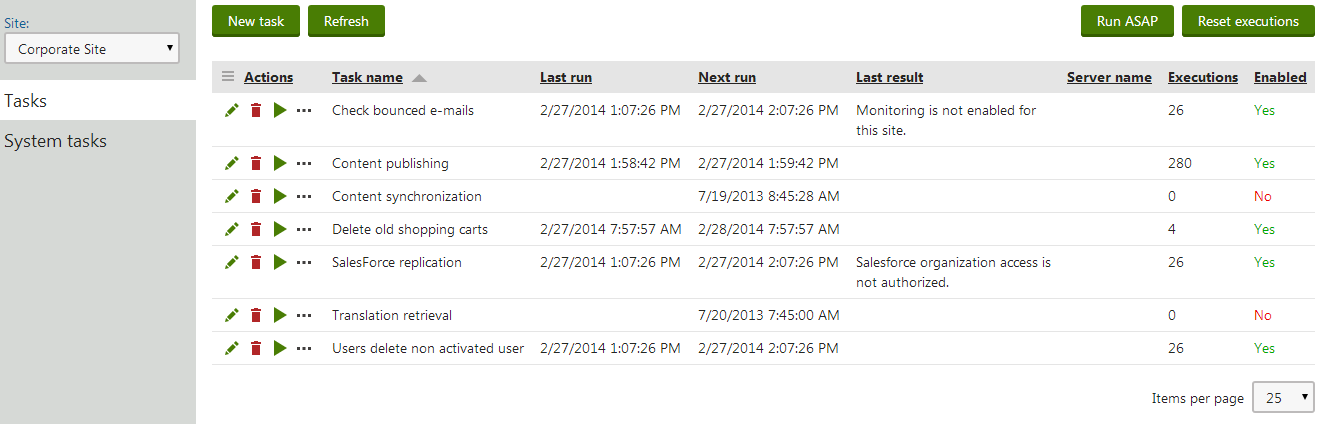 Site:
Corporate Site
Tasks
System tasks
New task Refresh Run ASAP Reset executions
Actions Task name Last run Next run Last result Server name Executions Enabled
Check bounced e-mails 2/27/2014 1:07:26 PM 2/27/2014 2:07:26 PM Monitoring is not enabled for 26 Yes
this site.
Content publishing 2/27/2014 1:58:42 PM 2/27/2014 1:59:42 PM 280 Yes
Content synchronization 7/19/2013 8:45:28 AM 0 No
Delete old shopping carts 2/27/2014 7:57:57 AM 2/28/2014 7:57:57 AM 4 Yes
SalesForce replication 2/27/2014 1:07:26 PM 2/27/2014 2:07:26 PM Salesforce organization access is 26 Yes
not authorized.
Translation retrieval 7/20/2013 7:45:00 AM 0 No
Users delete non activated user 2/27/2014 1:07:26 PM 2/27/2014 2:07:26 PM 26 Yes
Items per page 25